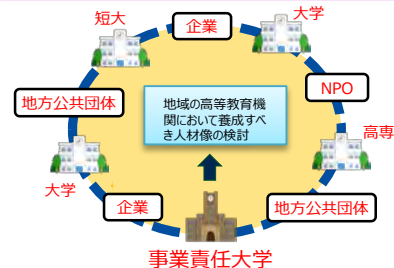 短大
企業
大学
地方公共団体
NPO
地域の高等教育機
関において養成すべ
き人材像の検討
高専
大学
企業
地方公共団体
事業責任大学